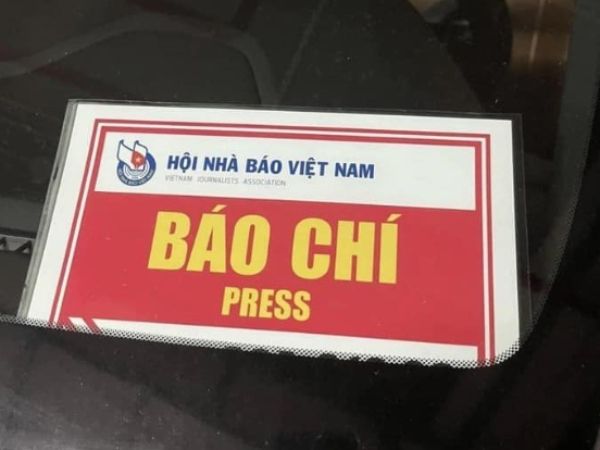 HỘI NHÀ BÁO VIỆT NAM
VIETNAM JOURNALISTS ASSOCIATION
BÁO CHÍ
PRESS